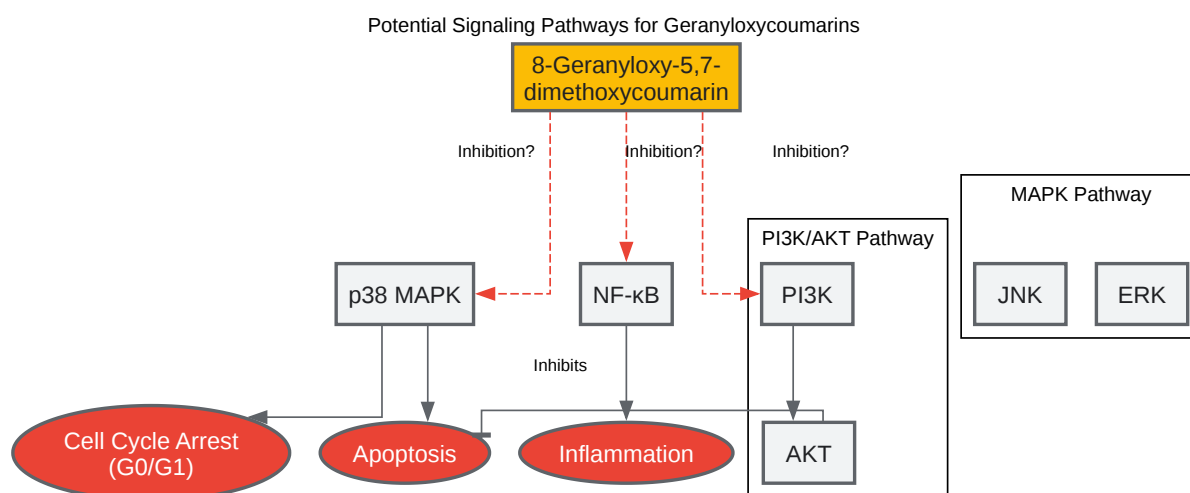 Potential Signaling Pathways for Geranyloxycoumarins
8-Geranyloxy-5,7-
dimethoxycoumarin
Inhibition?
Inhibition?
Inhibition?
MAPK Pathway
PI3K/AKT Pathway
p38 MAPK
NF-κB
PI3K
JNK
ERK
Inhibits
Cell Cycle Arrest
(G0/G1)
Apoptosis
Inflammation
AKT